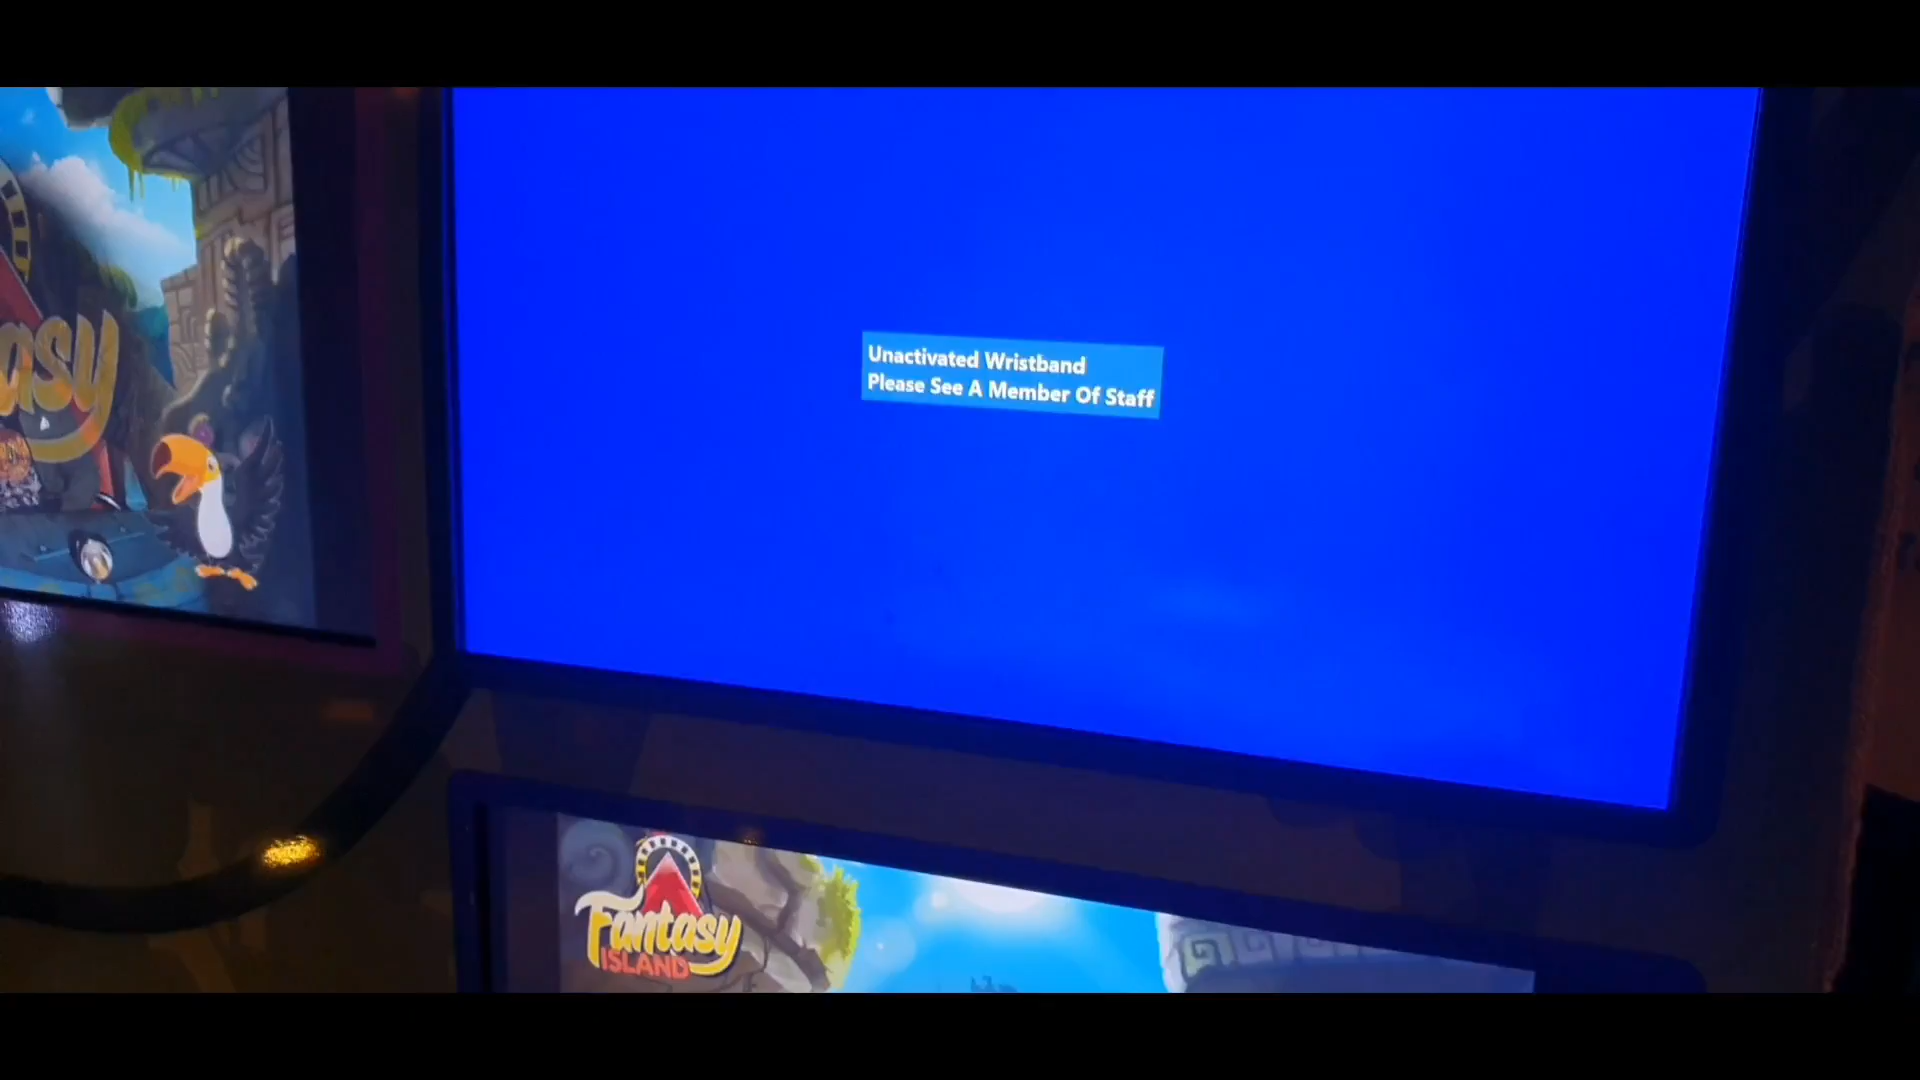 Unactivated Wristband
Please See A Member Of Staff
asy
Fantasy
ISLAND